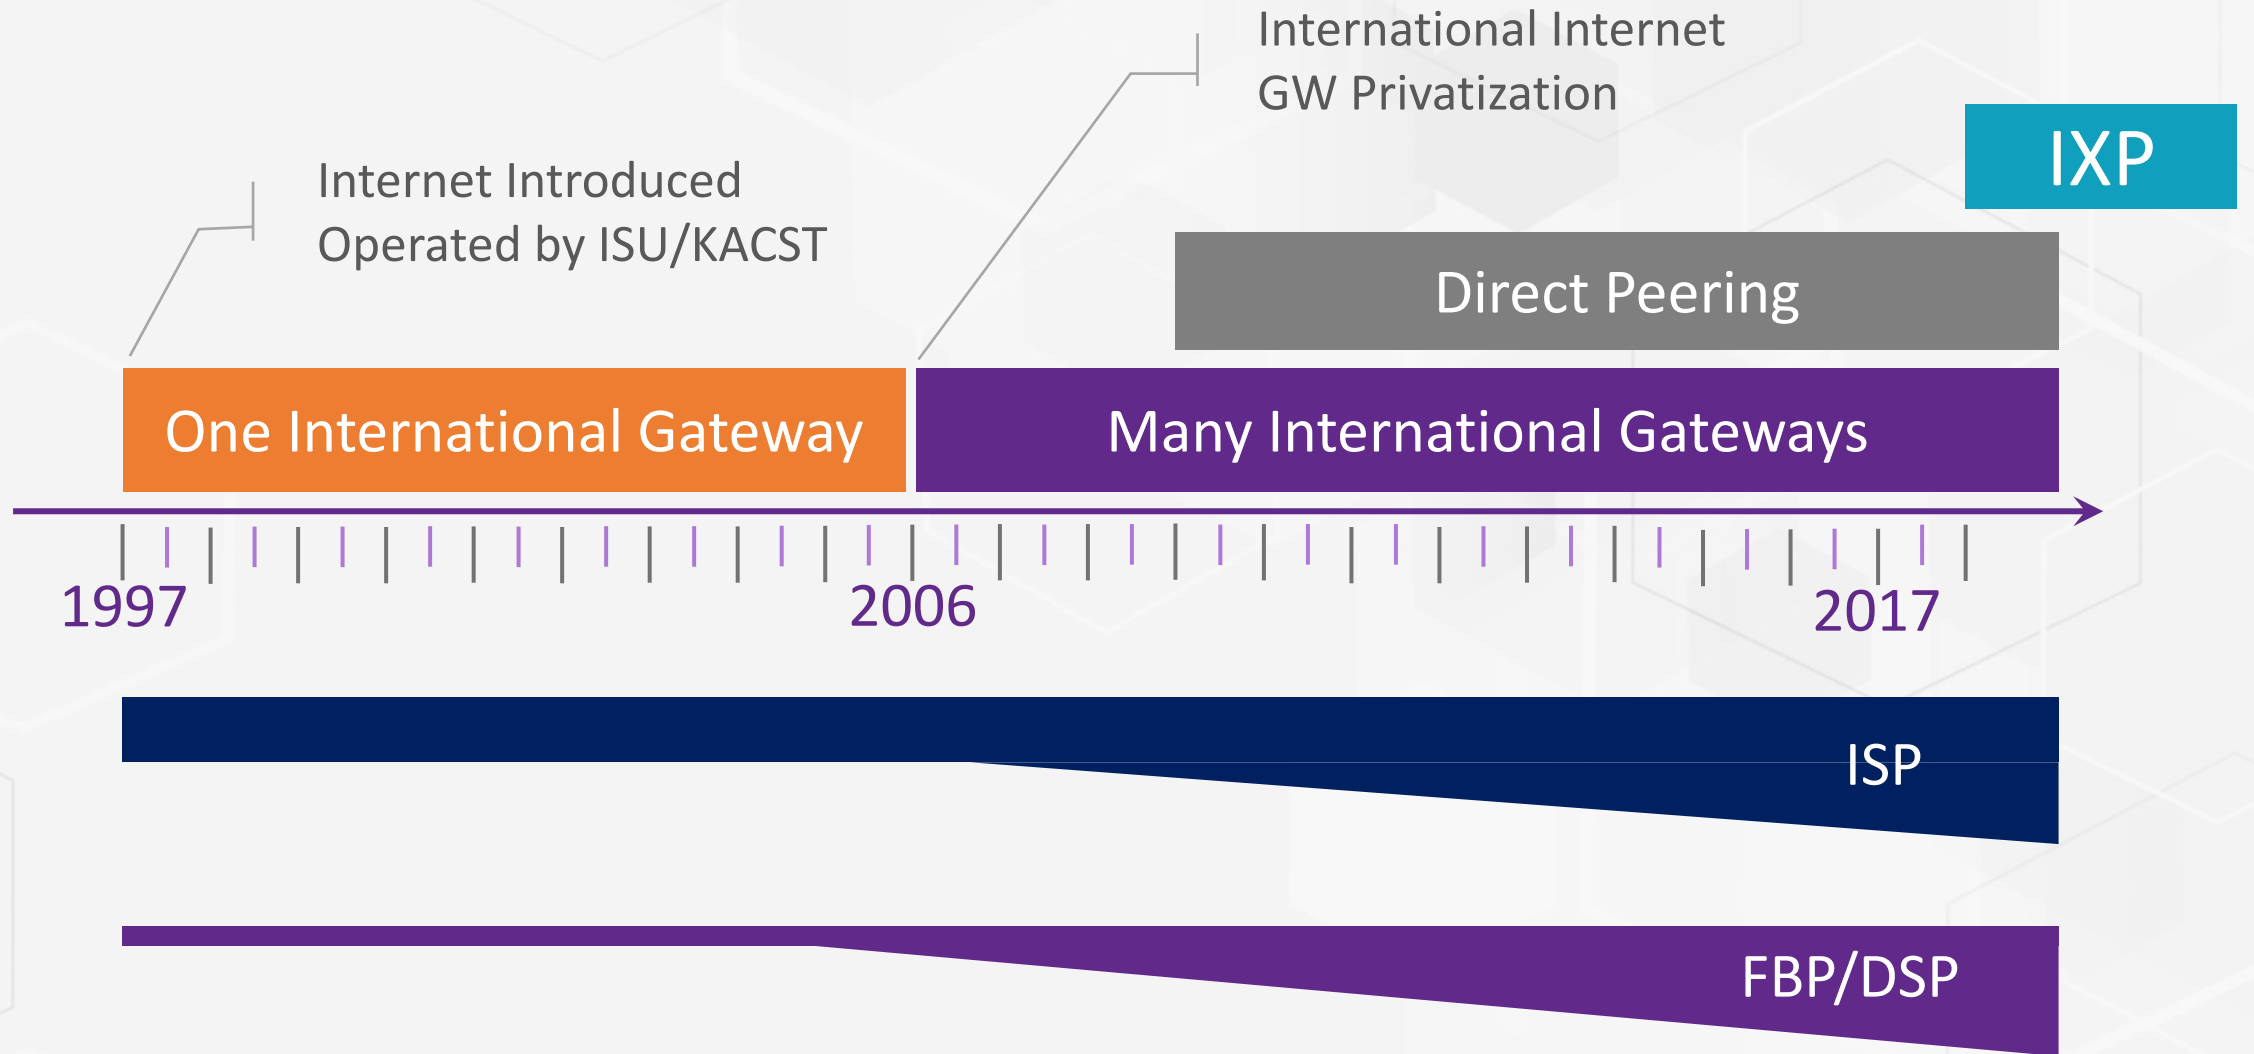 International Internet
GW Privatization
IXP
Internet Introduced
Operated by ISU/KACST
Direct Peering
One International Gateway
Many International Gateways
1997
2006
2017
ISP
FBP/DSP